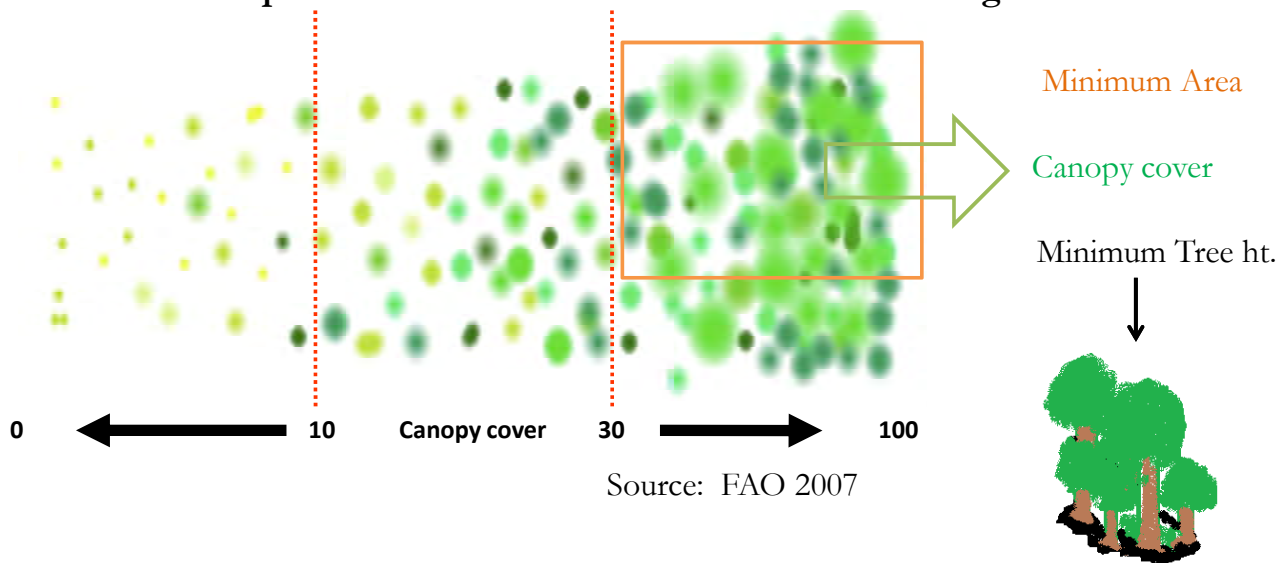 Minimum Area
Canopy cover
Minimum Tree ht.
0 10 Canopy cover 30 100
Source: FAO 2007